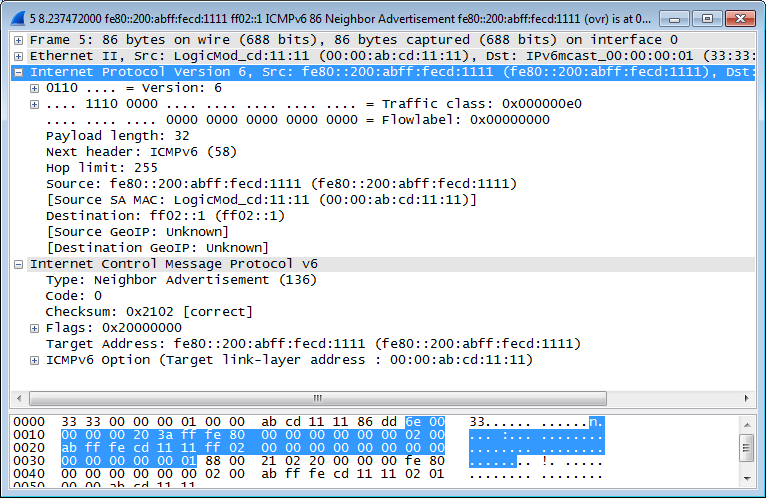 5 8.237472000 fe80::200:abff:fecd:1111 ff02::1 ICMPv6 86 Neighbor Advertisement fe80::200:abff:fecd:1111 (ovr) is at 0...
Frame 5: 86 bytes on wire (688 bits), 86 bytes captured (688 bits) on interface 0
Ethernet II, Src: LogicMod_cd:11:11 (00:00:ab:cd:11:11), Dst: IPv6mcast_00:00:00:01 (33:33:
Internet Protocol Version 6, Src: fe80::200:abff:fecd:1111 (fe80::200:abff:fecd:1111), Dst:
0110 .... = Version: 6
.... 1110 0000 .... .... .... .... .... = Traffic class: 0x000000e0
.... .... .... 0000 0000 0000 0000 0000 = Flowlabel: 0x00000000
Payload length: 32
Next header: ICMPv6 (58)
Hop limit: 255
Source: fe80::200:abff:fecd:1111 (fe80::200:abff:fecd:1111)
[Source SA MAC: LogicMod_cd:11:11 (00:00:ab:cd:11:11)]
Destination: ff02::1 (ff02::1)
[Source GeoIP: Unknown]
[Destination GeoIP: Unknown]
Internet Control Message Protocol v6
Type: Neighbor Advertisement (136)
Code: 0
Checksum: 0x2102 [correct]
Flags: 0x20000000
Target Address: fe80::200:abff:fecd:1111 (fe80::200:abff:fecd:1111)
ICMPv6 Option (Target link-layer address : 00:00:ab:cd:11:11)
0000 33 33 00 00 00 01 00 00 ab cd 11 11 86 dd 6e 00 33...... ......n.
0010 00 00 00 20 3a ff fe 80 00 00 00 00 00 00 02 00 ... :... ........
0020 ab ff fe cd 11 11 ff 02 00 00 00 00 00 00 00 00 ........ ........
0030 00 00 00 00 00 01 88 00 21 02 20 00 00 00 fe 80 ........ !. .....
0040 00 00 00 00 00 00 02 00 ab ff fe cd 11 11 02 01 ........ ........
0050 00 00 ab cd 11 11